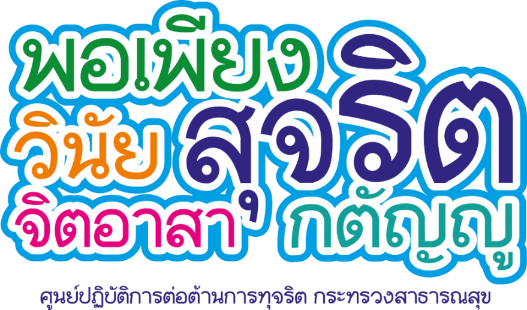 พอเพียง
วินัย สุจริต
จิตอาสา กตัญญู
ศูนย์ปฏิบัติการต่อต้านการทุจริต กระทรวงสาธารณสุข